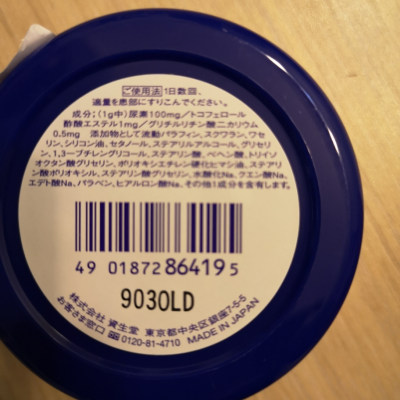 ご使用法 1日数回、
適量を患部にすりこんでください。
成分：(1g中)尿素100mg／トコフェロール
酢酸エステル1mg／グリチルリチン酸二カリウム
0.5mg 添加物として流動パラフィン、スクワラン、ワセ
リン、シリコン油、セタノール、ステアリルアルコール、グリセリ
ン、1,3-ブチレングリコール、ステアリン酸、ベヘン酸、トリイソ
オクタン酸グリセリン、ポリオキシエチレン硬化ヒマシ油、ステアリ
ン酸ポリオキシル、ステアリン酸グリセリン、水酸化Na、クエン酸Na、
エデト酸Na、パラベン、ヒアルロン酸Na、その他1成分を含有します。
4901872864195
9030LD
株式会社 資生堂 東京都中央区銀座7-5-5
お客さま窓口 0120-81-4710 MADE IN JAPAN